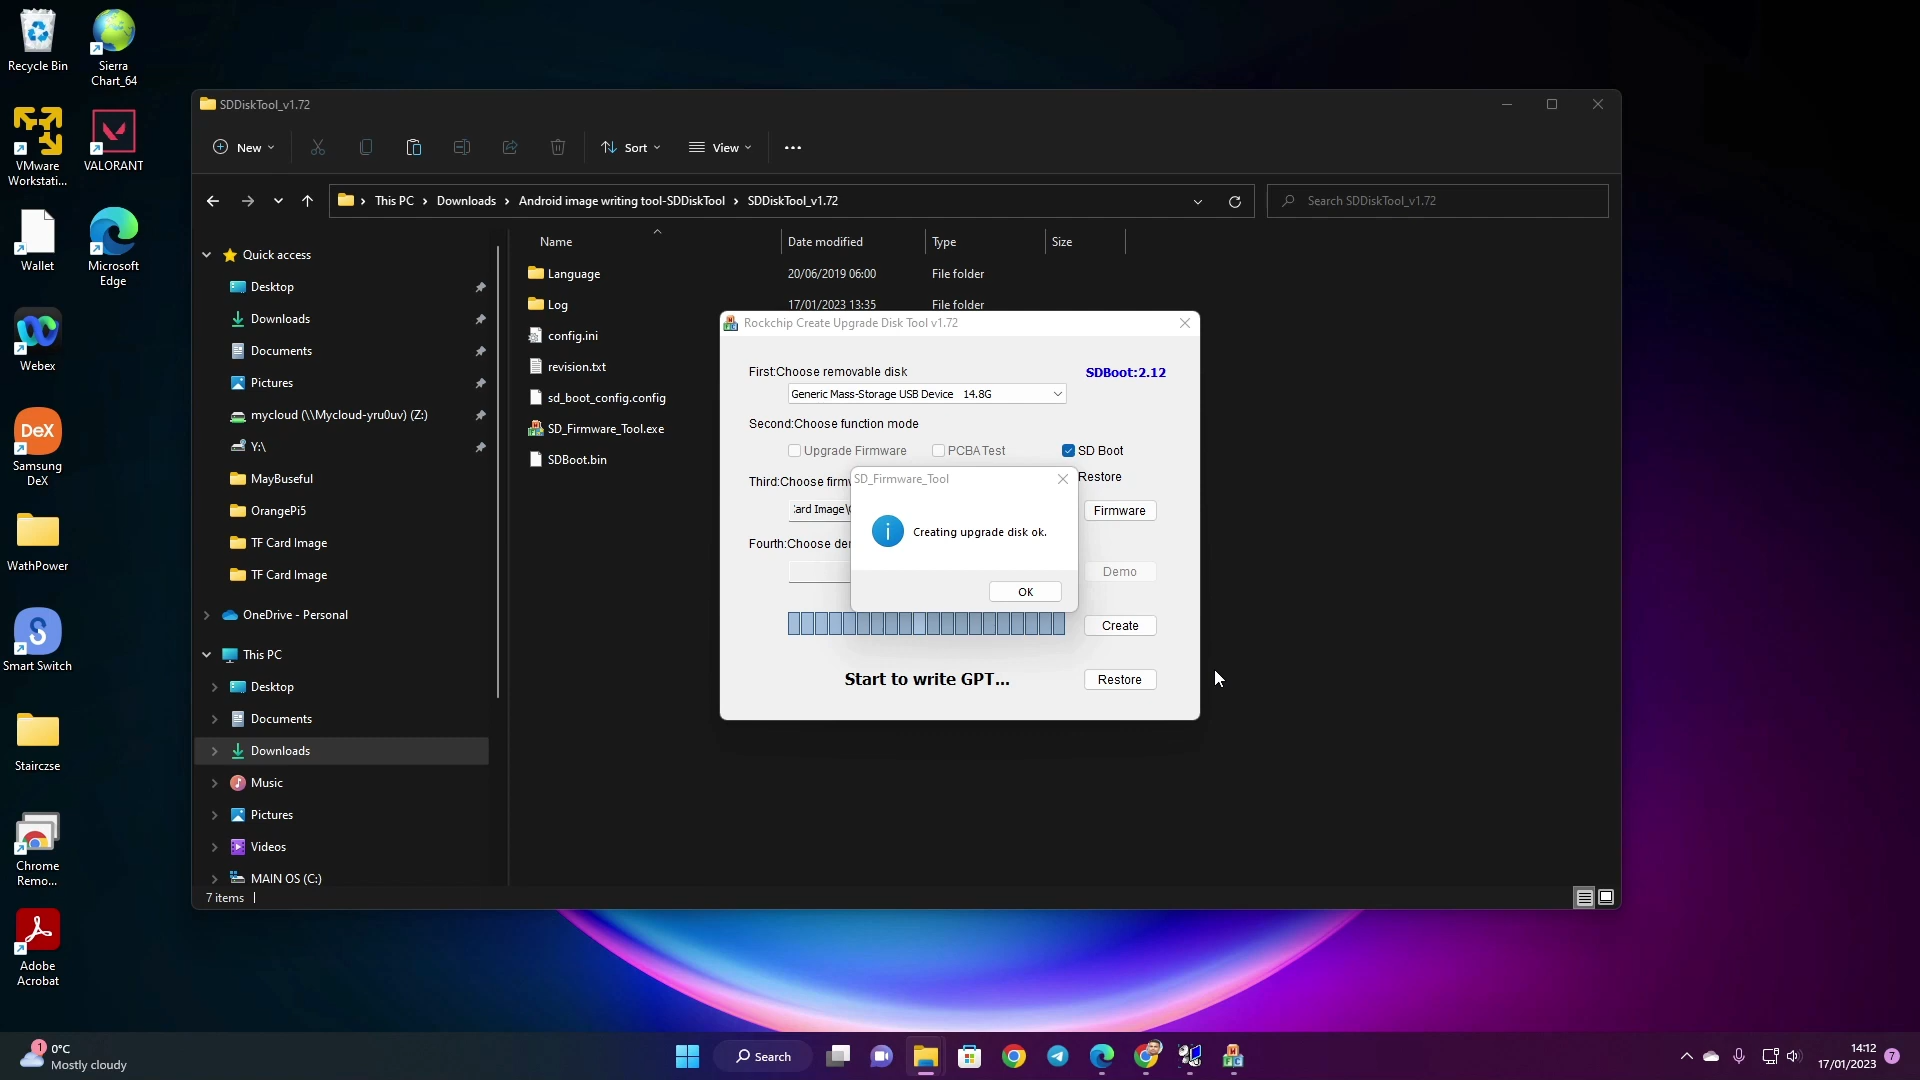 Recycle Bin
Sierra
Chart_64
VMware
Workstati...
VALORANT
Wallet
Microsoft
Edge
Webex
DeX
Samsung
DeX
WathPower
Smart Switch
Stairczse
Chrome
Remo...
Adobe
Acrobat
SDDiskTool_v1.72
New
Sort
View
This PC
Downloads
Android image writing tool-SDDiskTool
SDDiskTool_v1.72
Search SDDiskTool_v1.72
Quick access
Desktop
Downloads
Documents
Pictures
mycloud (\\Mycloud-yru0uv) (Z:)
Y:\
MayBuseful
OrangePi5
TF Card Image
TF Card Image
OneDrive - Personal
This PC
Desktop
Documents
Downloads
Music
Pictures
Videos
MAIN OS (C:)
7 items
Name Date modified Type Size
Language 20/06/2019 06:00 File folder
Log 17/01/2023 13:35 File folder
config.ini
revision.txt
sd_boot_config.config
SD_Firmware_Tool.exe
SDBoot.bin
Rockchip Create Upgrade Disk Tool v1.72
First:Choose removable disk
SDBoot:2.12
Generic Mass-Storage USB Device 14.8G
Second:Choose function mode
Upgrade Firmware PCBA Test SD Boot
Restore
Third:Choose firmw
ard Image\
Firmware
Fourth:Choose de
Demo
Create
Start to write GPT...
Restore
SD_Firmware_Tool
Creating upgrade disk ok.
OK
1
0°C
Mostly cloudy
Search
14:12
17/01/2023
7